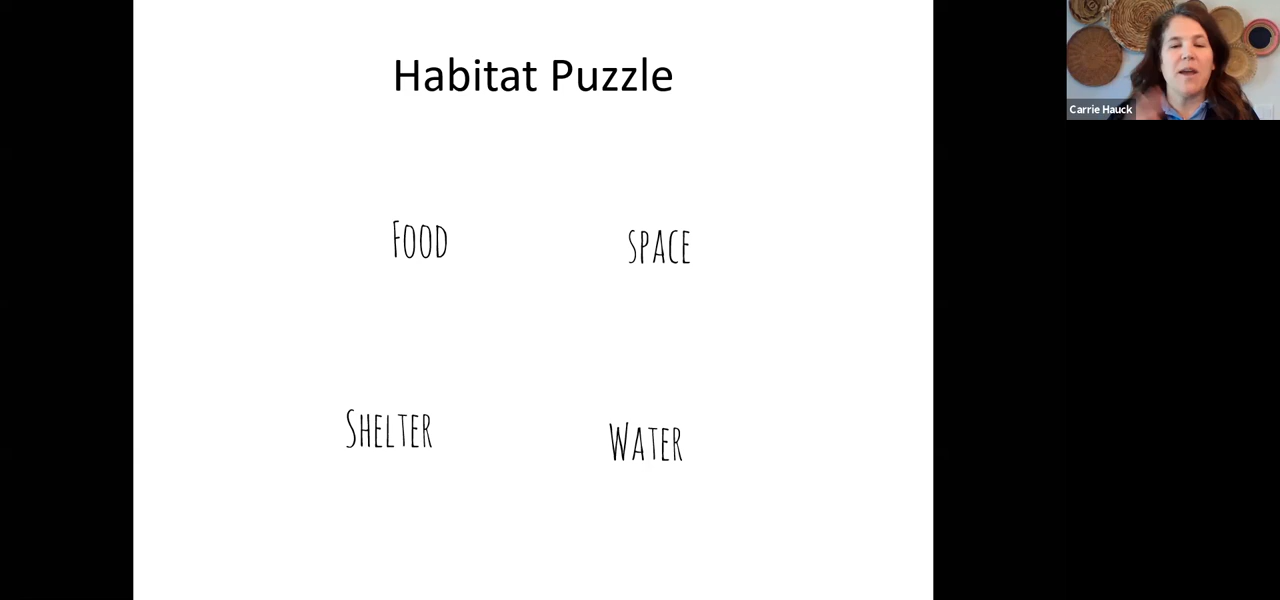 Habitat Puzzle
Food
space
Shelter
Water
Carrie Hauck